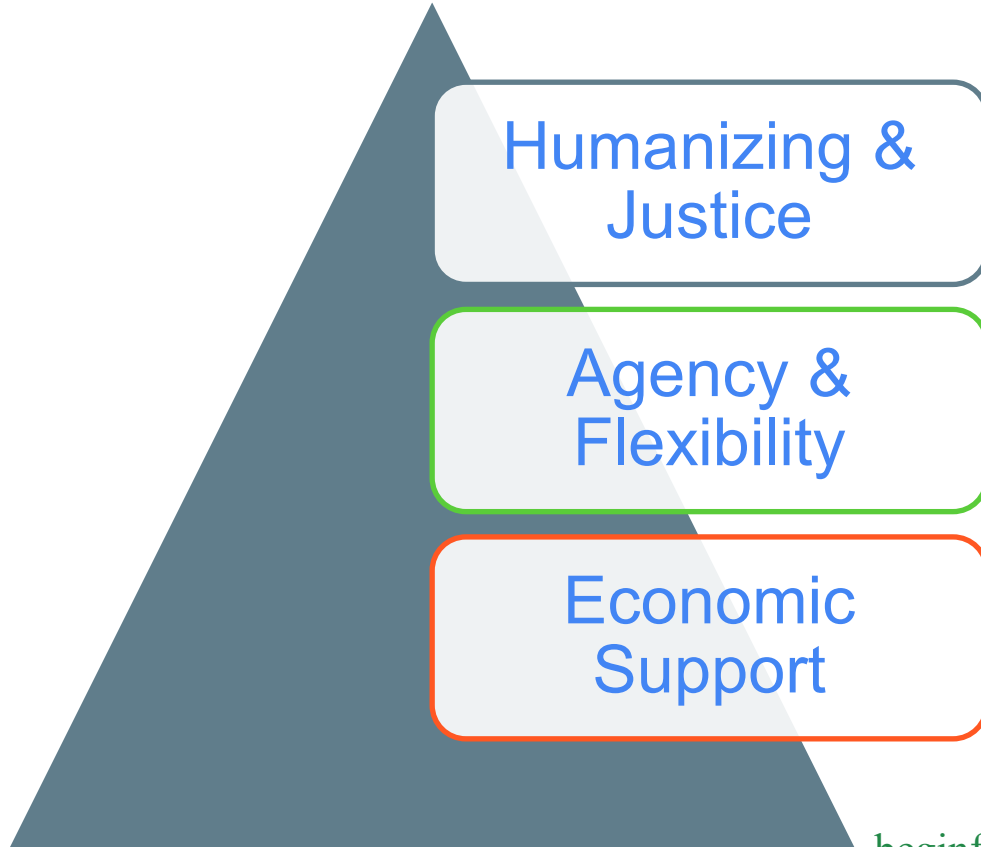 Humanizing &
Justice
Agency &
Flexibility
Economic
Support